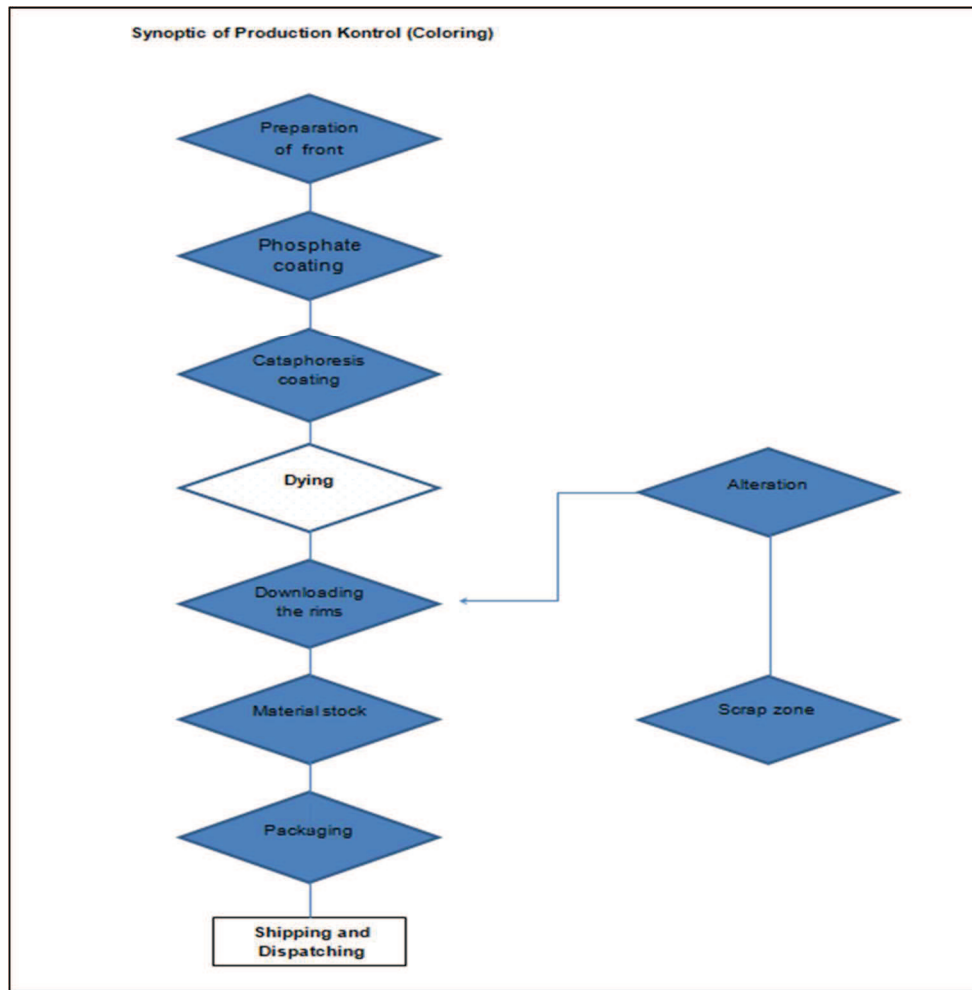 Synoptic of Production Kontrol (Coloring)
Preparation
of front
Phosphate
coating
Cataphoresis
coating
Dying
Alteration
Downloading
the rims
Material stock
Scrap zone
Packaging
Shipping and
Dispatching